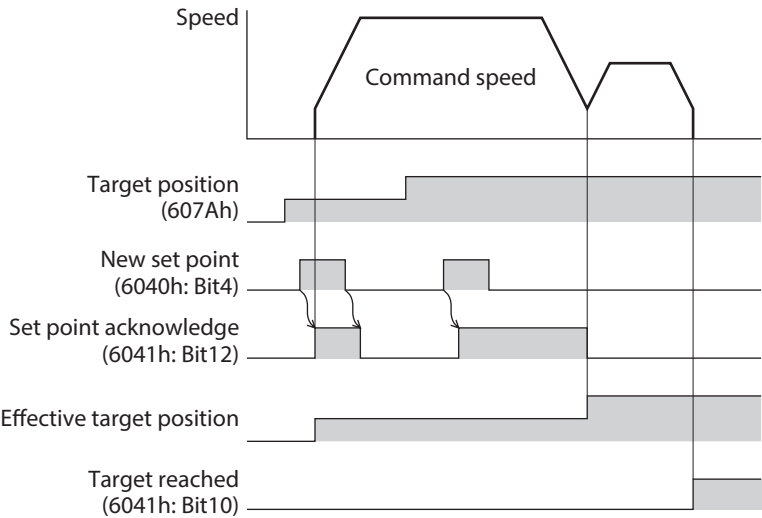 Speed
Command speed
Target position
(607Ah)
New set point
(6040h: Bit4)
Set point acknowledge
(6041h: Bit12)
Effective target position
Target reached
(6041h: Bit10)